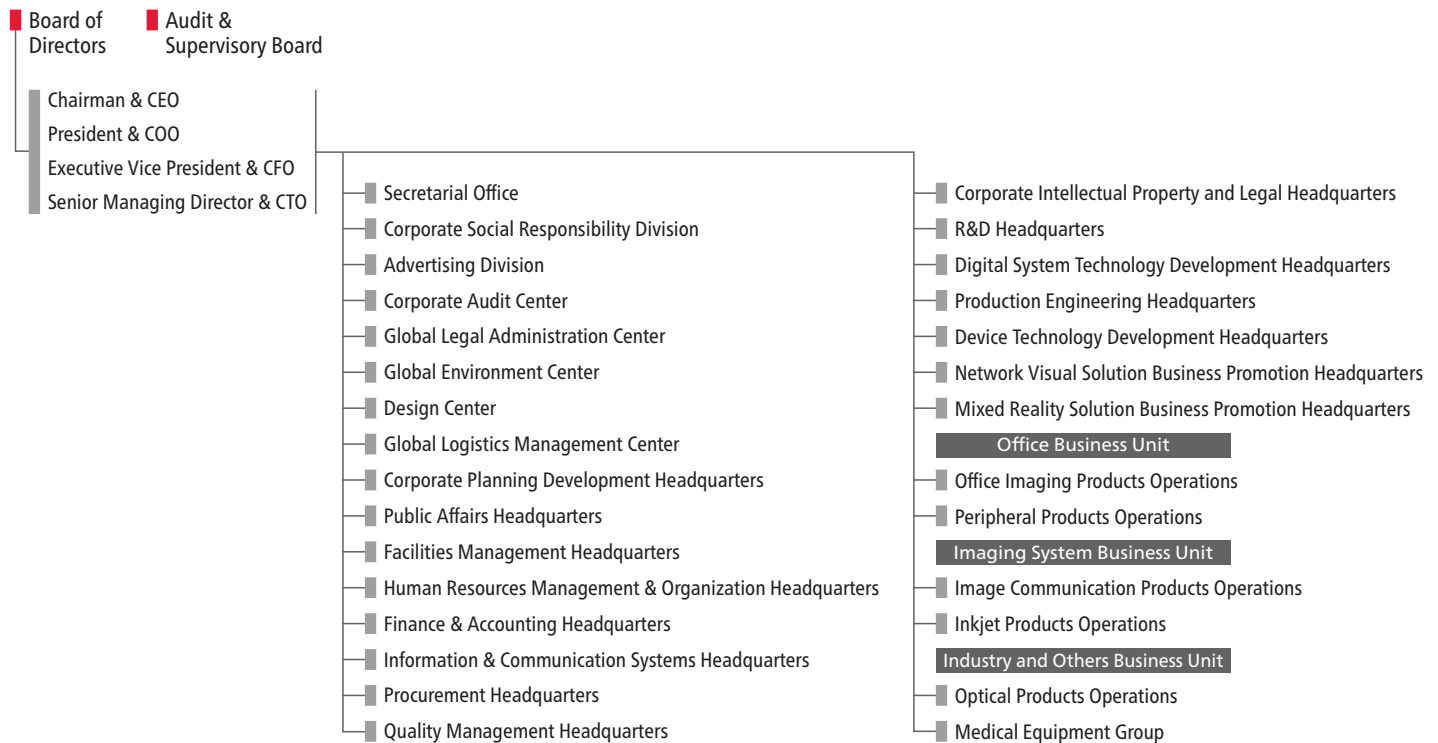 Board of
Directors
Audit &
Supervisory Board
Chairman & CEO
President & COO
Executive Vice President & CFO
Senior Managing Director & CTO
Secretarial Office
Corporate Social Responsibility Division
Advertising Division
Corporate Audit Center
Global Legal Administration Center
Global Environment Center
Design Center
Global Logistics Management Center
Corporate Planning Development Headquarters
Public Affairs Headquarters
Facilities Management Headquarters
Human Resources Management & Organization Headquarters
Finance & Accounting Headquarters
Information & Communication Systems Headquarters
Procurement Headquarters
Quality Management Headquarters
Corporate Intellectual Property and Legal Headquarters
R&D Headquarters
Digital System Technology Development Headquarters
Production Engineering Headquarters
Device Technology Development Headquarters
Network Visual Solution Business Promotion Headquarters
Mixed Reality Solution Business Promotion Headquarters
Office Business Unit
Office Imaging Products Operations
Peripheral Products Operations
Imaging System Business Unit
Image Communication Products Operations
Inkjet Products Operations
Industry and Others Business Unit
Optical Products Operations
Medical Equipment Group